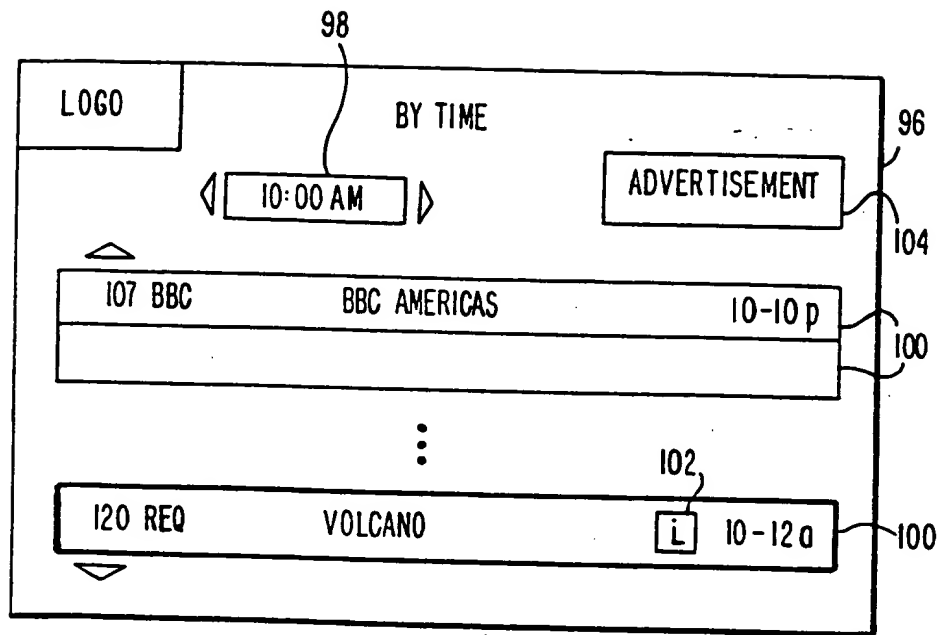 98
LOGO
BY TIME
96
10:00 AM
ADVERTISEMENT
104
107 BBC BBC AMERICAS 10-10 p
100
102
120 REQ VOLCANO i 10-12 a
100